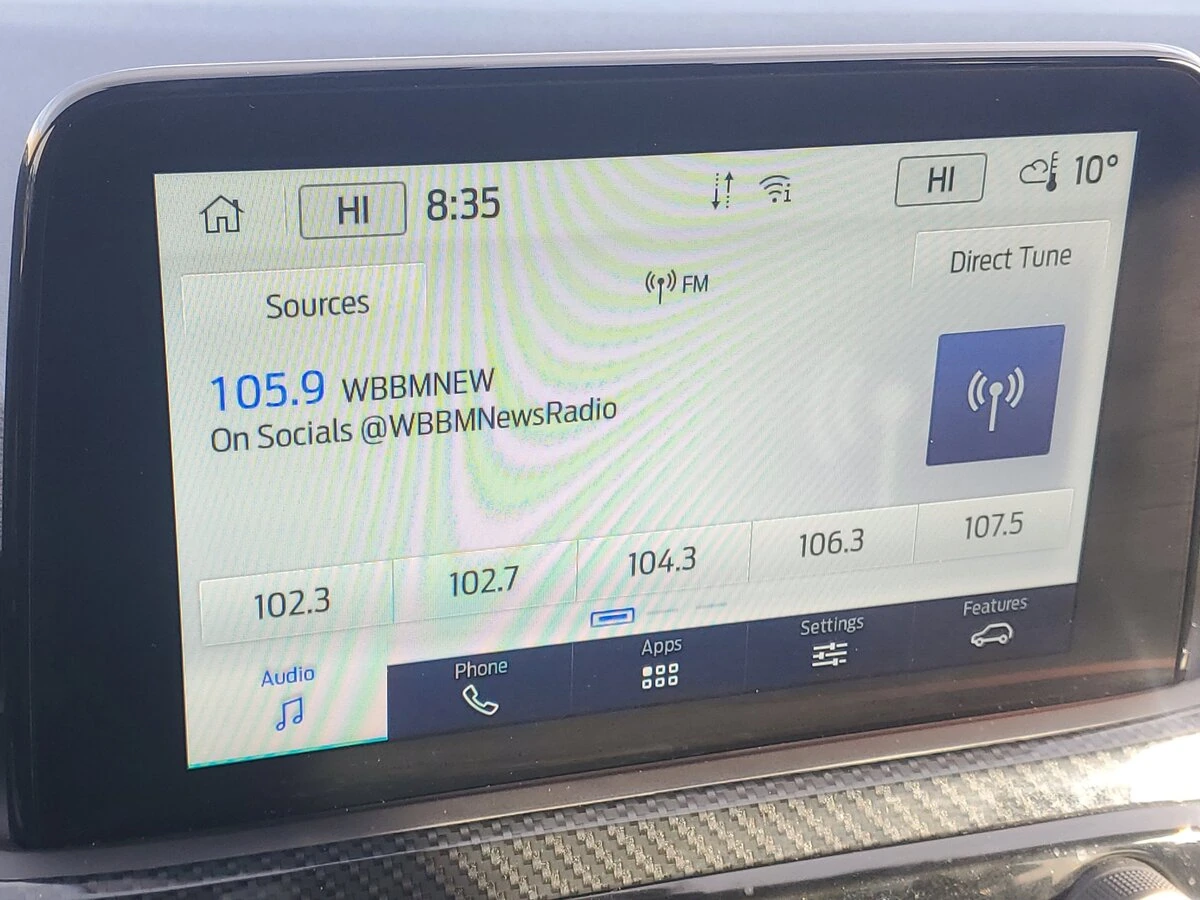 HI 8:35 HI 10°
Sources FM Direct Tune
105.9 WBBMNEW
On Socials @WBBMNewsRadio
102.3 102.7 104.3 106.3 107.5
Audio Phone Apps Settings Features